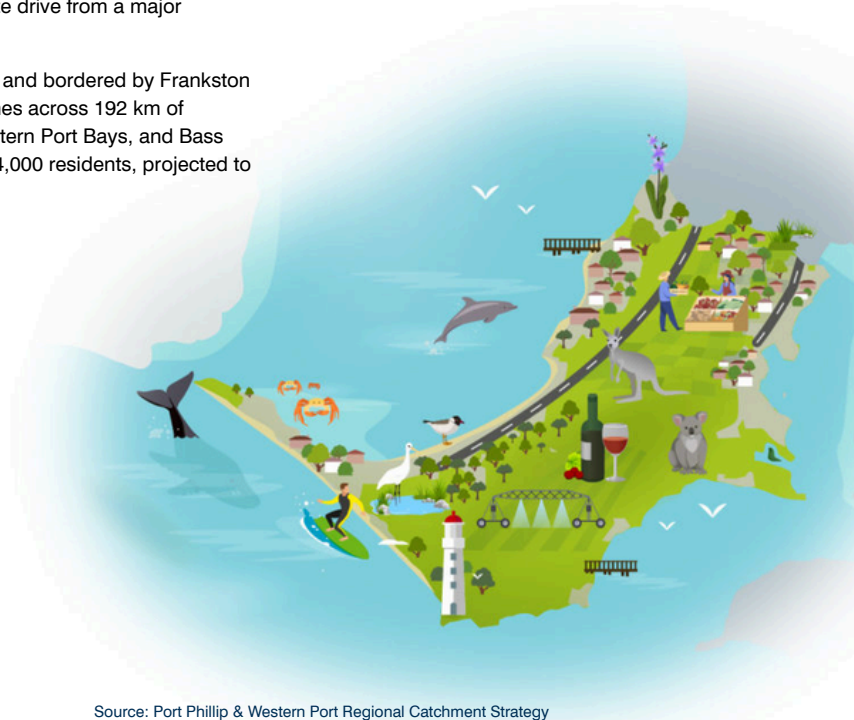 e drive from a major
and bordered by Frankston
es across 192 km of
tern Port Bays, and Bass
4,000 residents, projected to
Source: Port Phillip & Western Port Regional Catchment Strategy